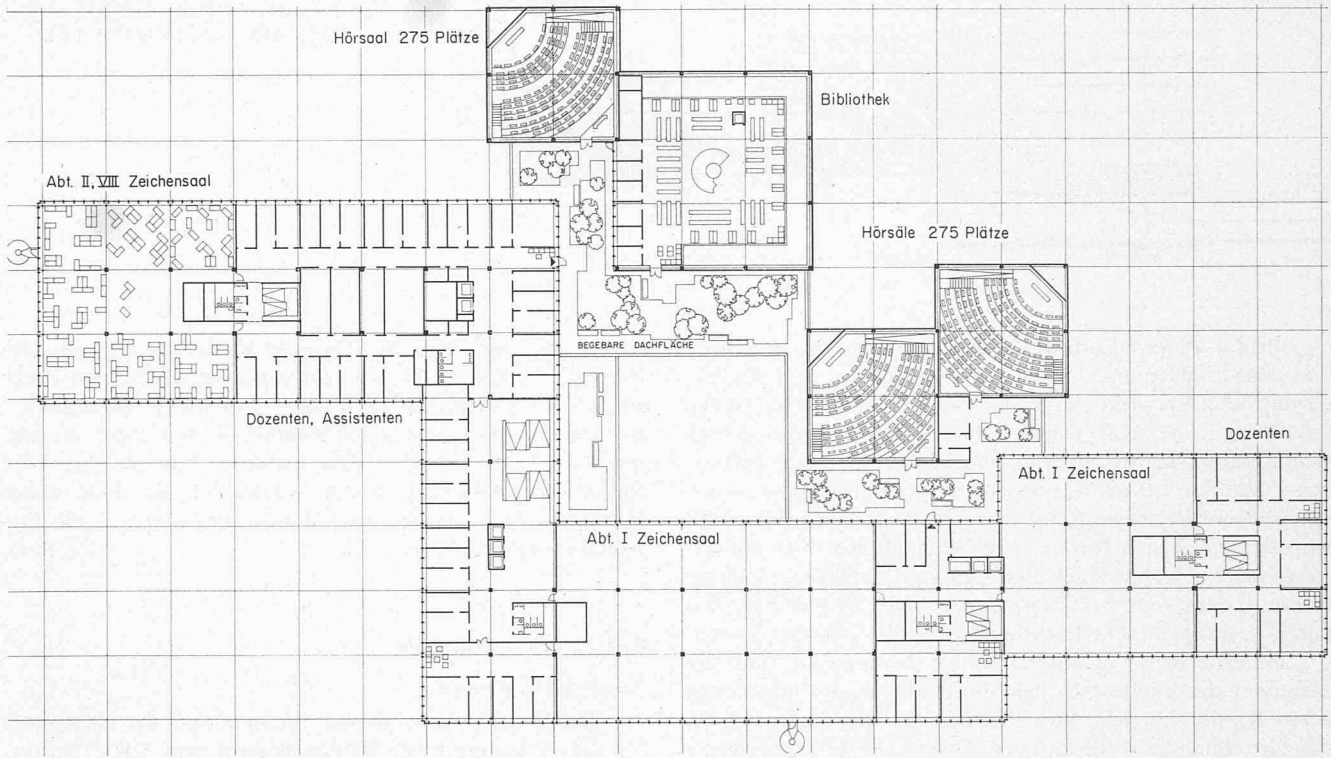 Hörsaal 275 Plätze
Bibliothek
Abt. II, VIII Zeichensaal
Hörsäle 275 Plätze
BEGEBARE DACHFLÄCHE
Dozenten, Assistenten
Dozenten
Abt. I Zeichensaal
Abt. I Zeichensaal